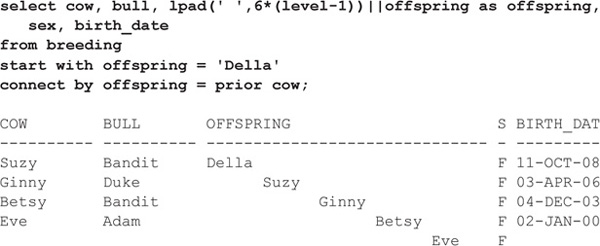 select cow, bull, lpad(' ',6*(level-1))||offspring as offspring,
   sex, birth_date
from breeding
start with offspring = 'Della'
connect by offspring = prior cow;
COW        BULL       OFFSPRING                      S BIRTH_DAT
---------- ---------- ------------------------------ - ---------
Suzy       Bandit     Della                          F 11-OCT-08
Ginny      Duke             Suzy                     F 03-APR-06
Betsy      Bandit                 Ginny              F 04-DEC-03
Eve        Adam                         Betsy        F 02-JAN-00
                                              Eve    F